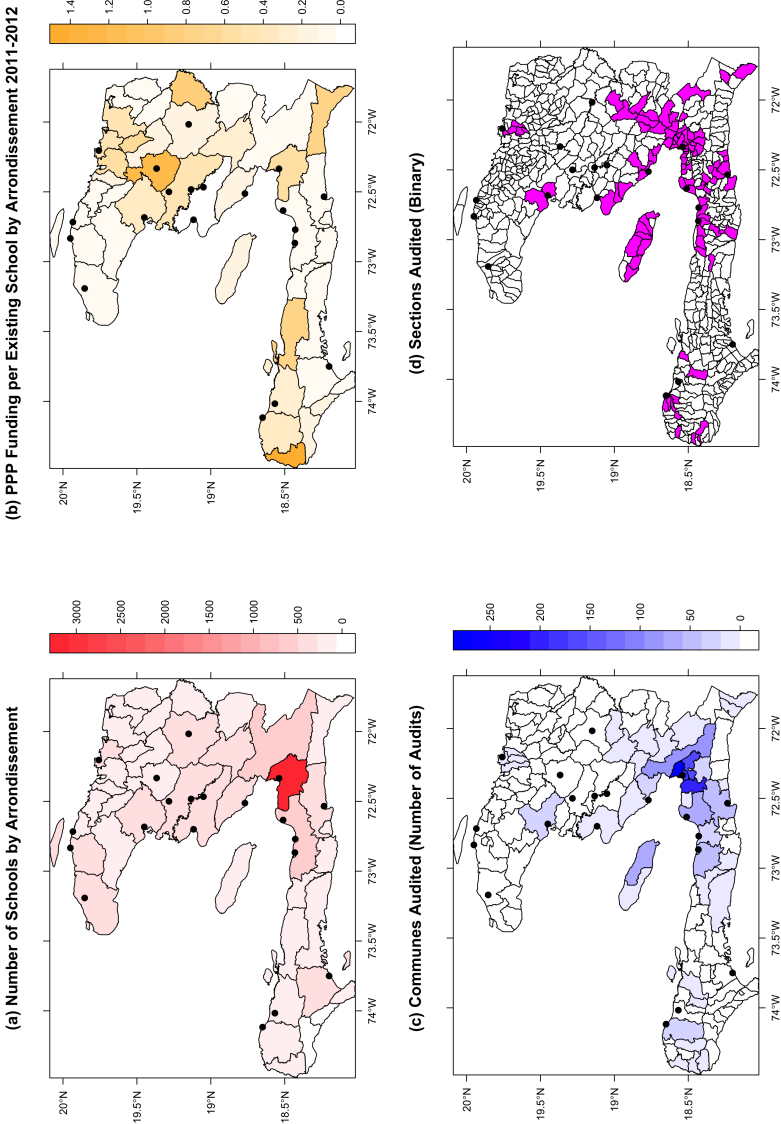 (a) Number of Schools by Arrondissement
20°N
19.5°N
19°N
18.5°N
74°W
73.5°W
73°W
72.5°W
72°W
3000
2500
2000
1500
1000
500
0
(b) PPP Funding per Existing School by Arrondissement 2011-2012
20°N
19.5°N
19°N
18.5°N
74°W
73.5°W
73°W
72.5°W
72°W
1.4
1.2
1.0
0.8
0.6
0.4
0.2
0.0
(c) Communes Audited (Number of Audits)
20°N
19.5°N
19°N
18.5°N
74°W
73.5°W
73°W
72.5°W
72°W
250
200
150
100
50
0
(d) Sections Audited (Binary)
20°N
19.5°N
19°N
18.5°N
74°W
73.5°W
73°W
72.5°W
72°W